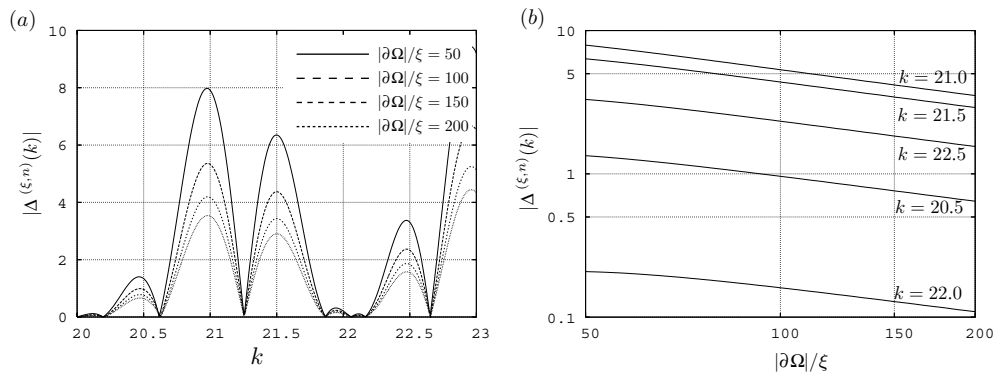 (a)
10
8
6
4
2
0
|Δ^(ξ,n)(k)|
|∂Ω|/ξ = 50
|∂Ω|/ξ = 100
|∂Ω|/ξ = 150
|∂Ω|/ξ = 200
20 20.5 21 21.5 22 22.5 23
k
(b)
10
5
1
0.5
0.1
|Δ^(ξ,n)(k)|
k = 21.0
k = 21.5
k = 22.5
k = 20.5
k = 22.0
50 100 150 200
|∂Ω|/ξ